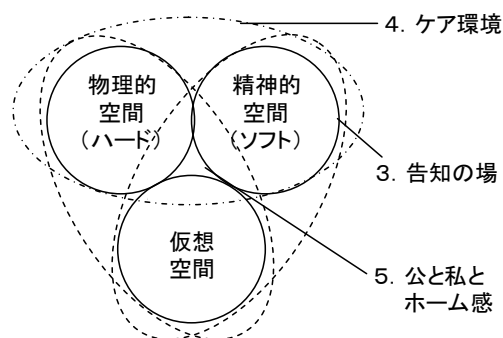 4．ケア環境
物理的
空間
（ハード）
精神的
空間
（ソフト）
3．告知の場
仮想
空間
5．公と私と
ホーム感